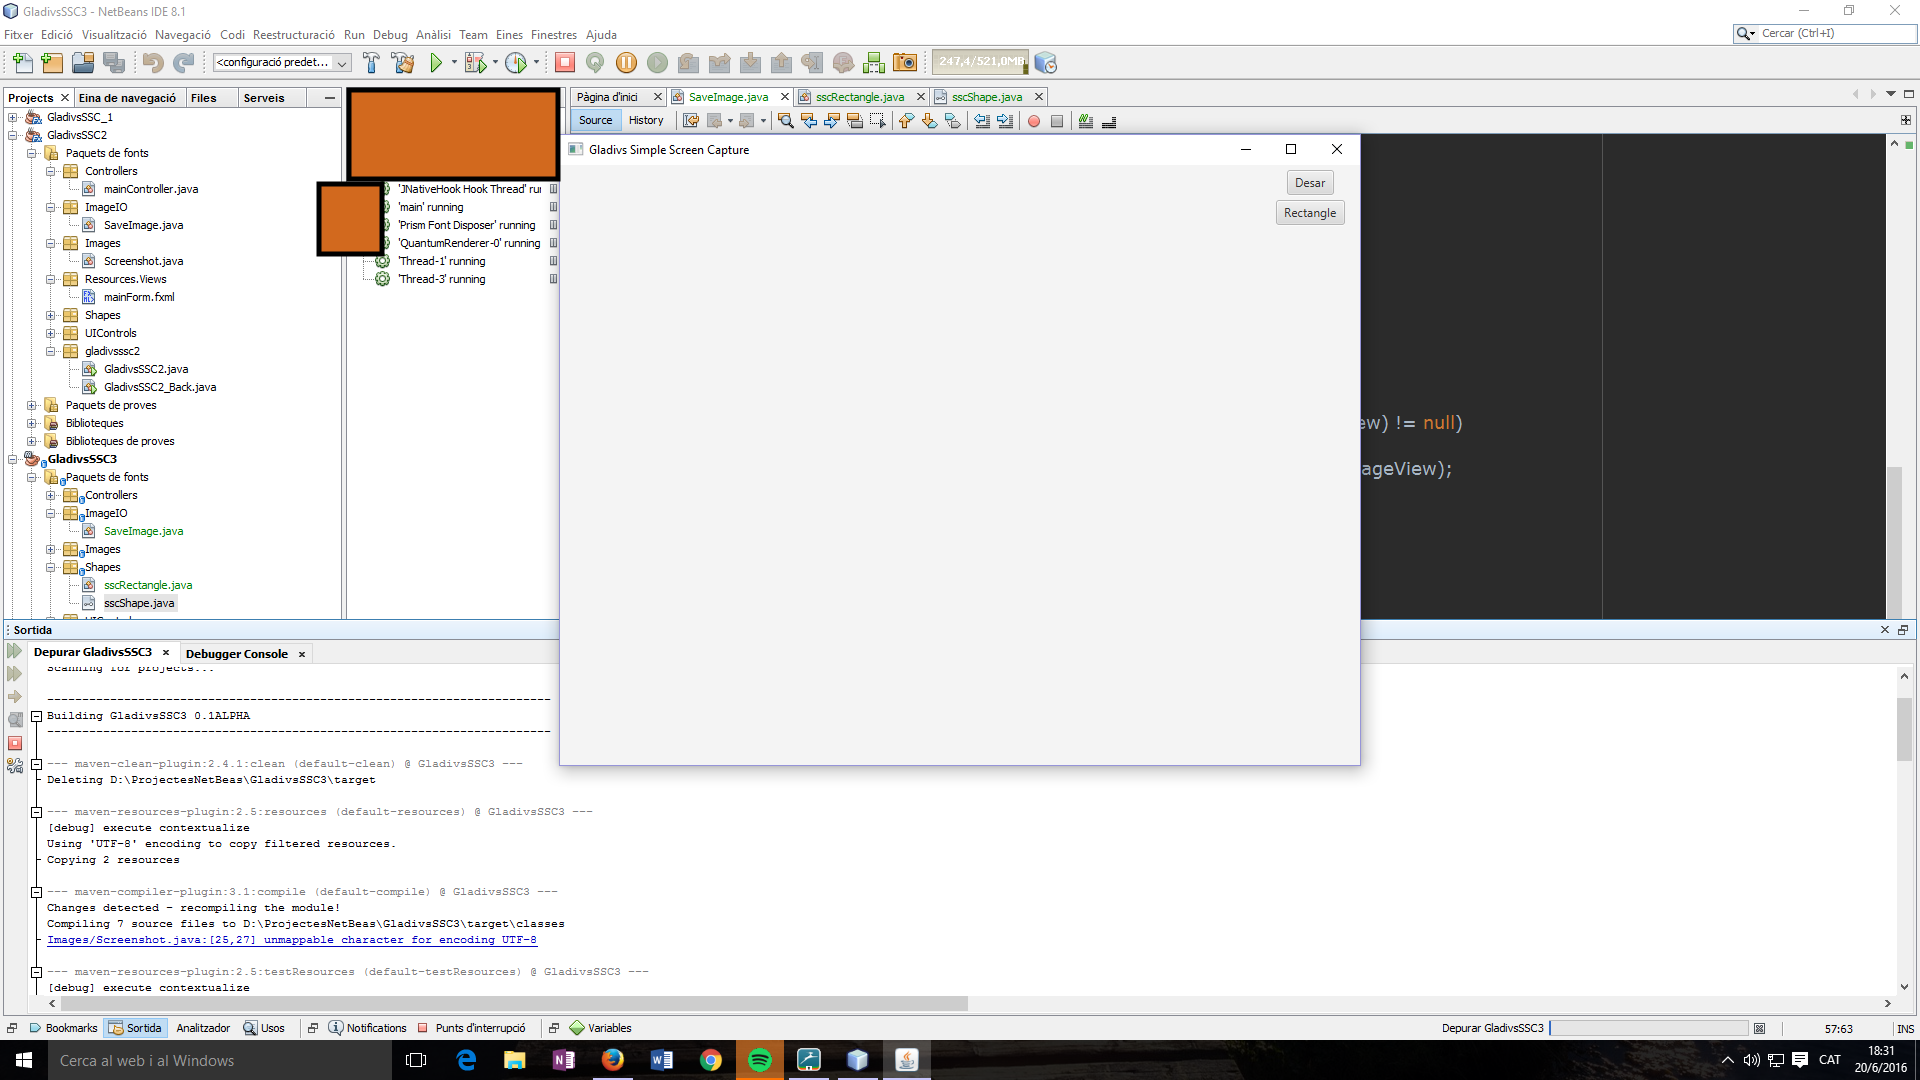 GladivsSSC3 - NetBeans IDE 8.1
Fitxer Edició Visualització Navegació Codi Reestructuració Run Debug Anàlisi Team Eines Finestres Ajuda
Cercar (Ctrl+I)
<configuració predet...
247,4/521,0MB
Projects Eina de navegació Files Serveis
Pàgina d'inici SaveImage.java sscRectangle.java sscShape.java
Source History
GladivsSSC_1
GladivsSSC2
Paquets de fonts
Controllers
mainController.java
ImageIO
SaveImage.java
Images
Screenshot.java
Resources.Views
mainForm.fxml
Shapes
UIControls
gladivsssc2
GladivsSSC2.java
GladivsSSC2_Back.java
Paquets de proves
Biblioteques
Biblioteques de proves
GladivsSSC3
Paquets de fonts
Controllers
ImageIO
SaveImage.java
Images
Shapes
sscRectangle.java
sscShape.java
'JNativeHook Hook Thread' rui
'main' running
'Prism Font Disposer' running
'QuantumRenderer-0' running
'Thread-1' running
'Thread-3' running
Gladivs Simple Screen Capture
Desar
Rectangle
ew) != null)
ageView);
Sortida
Depurar GladivsSSC3 Debugger Console
Scanning for projects...
------------------------------------------------------------------------
Building GladivsSSC3 0.1ALPHA
------------------------------------------------------------------------
--- maven-clean-plugin:2.4.1:clean (default-clean) @ GladivsSSC3 ---
Deleting D:\ProjectesNetBeas\GladivsSSC3\target
--- maven-resources-plugin:2.5:resources (default-resources) @ GladivsSSC3 ---
[debug] execute contextualize
Using 'UTF-8' encoding to copy filtered resources.
Copying 2 resources
--- maven-compiler-plugin:3.1:compile (default-compile) @ GladivsSSC3 ---
Changes detected - recompiling the module!
Compiling 7 source files to D:\ProjectesNetBeas\GladivsSSC3\target\classes
Images/Screenshot.java:[25,27] unmappable character for encoding UTF-8
--- maven-resources-plugin:2.5:testResources (default-testResources) @ GladivsSSC3 ---
[debug] execute contextualize
Bookmarks Sortida Analitzador Usos Notifications Punts d'interrupció Variables
Depurar GladivsSSC3
57:63 INS
Cerca al web i al Windows
CAT
18:31
20/6/2016